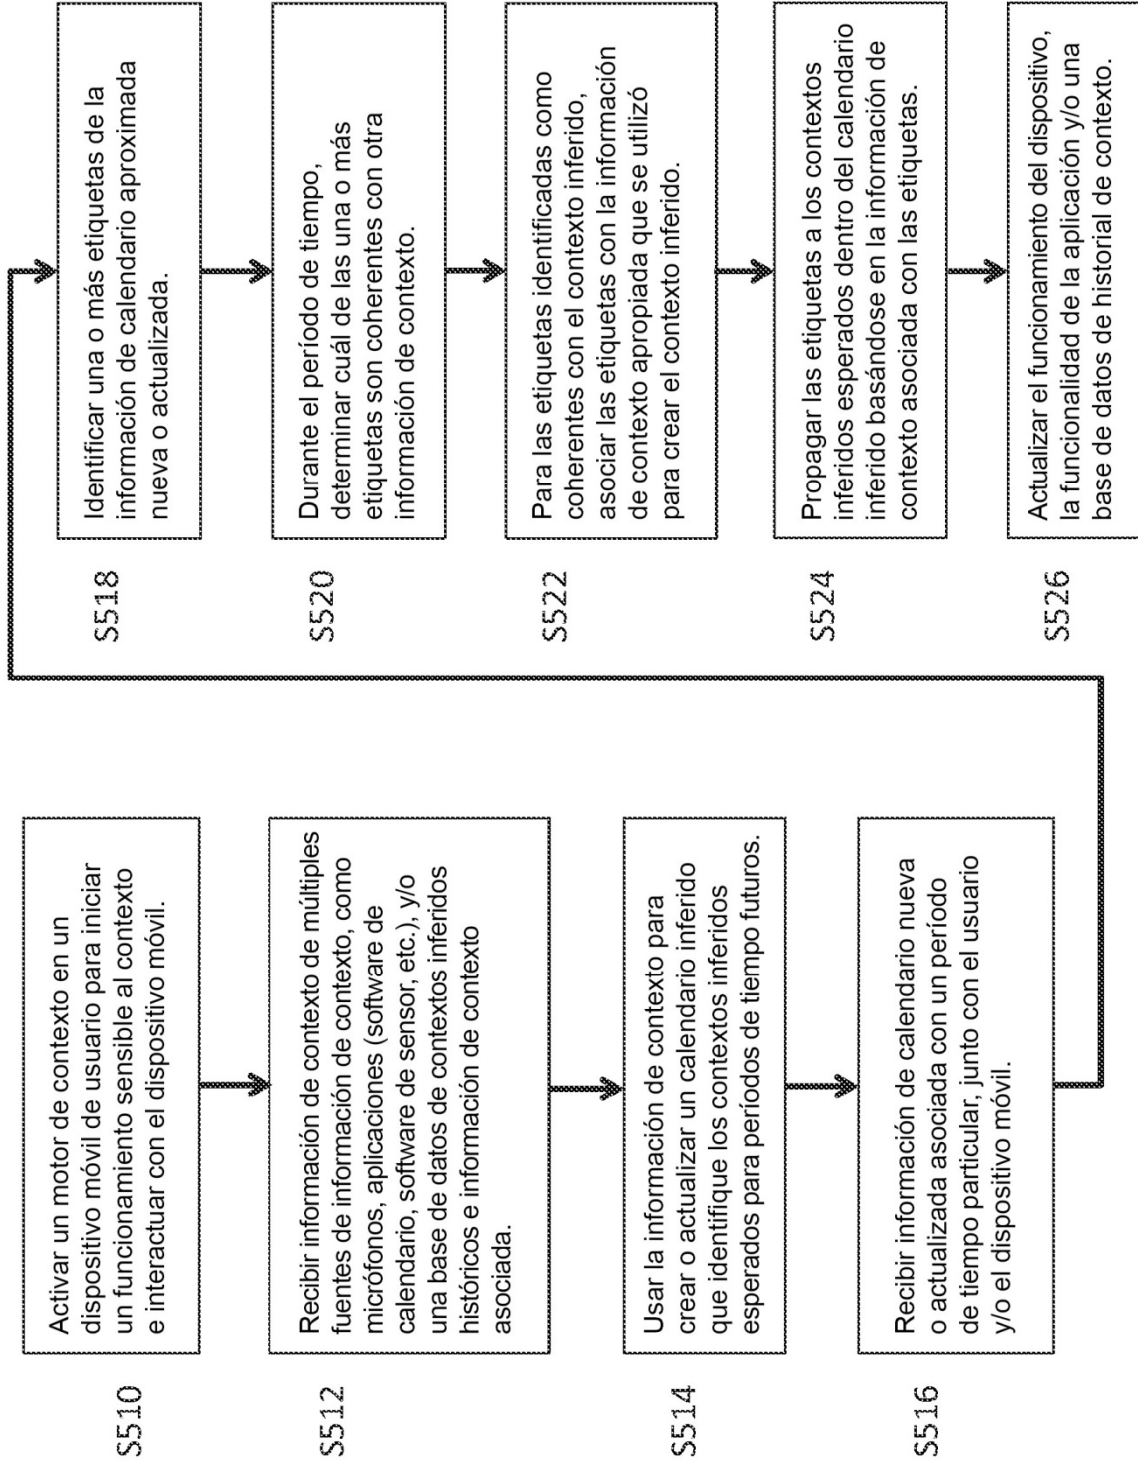 S510
Activar un motor de contexto en un
dispositivo móvil de usuario para iniciar
un funcionamiento sensible al contexto
e interactuar con el dispositivo móvil.
S512
Recibir información de contexto de múltiples
fuentes de información de contexto, como
micrófonos, aplicaciones (software de
calendario, software de sensor, etc.), y/o
una base de datos de contextos inferidos
históricos e información de contexto
asociada.
S514
Usar la información de contexto para
crear o actualizar un calendario inferido
que identifique los contextos inferidos
esperados para períodos de tiempo futuros.
S516
Recibir información de calendario nueva
o actualizada asociada con un período
de tiempo particular, junto con el usuario
y/o el dispositivo móvil.
S518
Identificar una o más etiquetas de la
información de calendario aproximada
nueva o actualizada.
S520
Durante el período de tiempo,
determinar cuál de las una o más
etiquetas son coherentes con otra
información de contexto.
S522
Para las etiquetas identificadas como
coherentes con el contexto inferido,
asociar las etiquetas con la información
de contexto apropiada que se utilizó
para crear el contexto inferido.
S524
Propagar las etiquetas a los contextos
inferidos esperados dentro del calendario
inferido basándose en la información de
contexto asociada con las etiquetas.
S526
Actualizar el funcionamiento del dispositivo,
la funcionalidad de la aplicación y/o una
base de datos de historial de contexto.